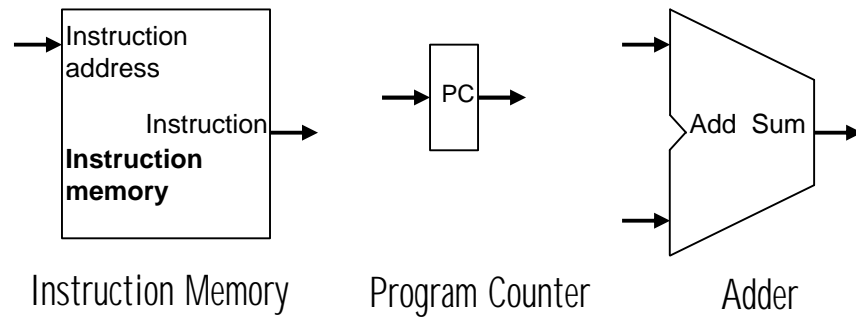 Instruction
address
Instruction
Instruction
memory
PC
Add Sum
Instruction Memory
Program Counter
Adder